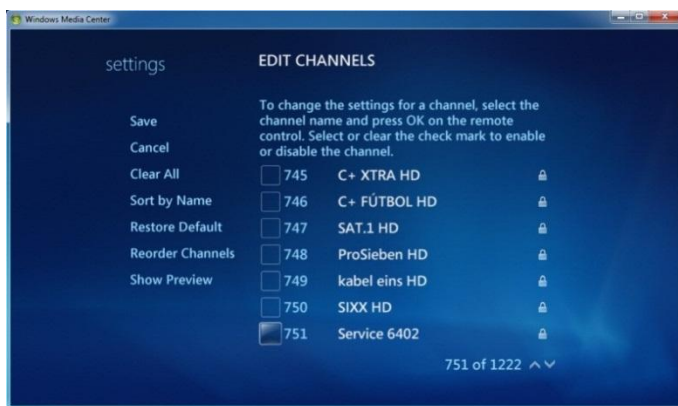 Windows Media Center
settings
EDIT CHANNELS
To change the settings for a channel, select the
channel name and press OK on the remote
control. Select or clear the check mark to enable
or disable the channel.
Save
Cancel
Clear All
Sort by Name
Restore Default
Reorder Channels
Show Preview
745 C+ XTRA HD
746 C+ FÚTBOL HD
747 SAT.1 HD
748 ProSieben HD
749 kabel eins HD
750 SIXX HD
751 Service 6402
751 of 1222